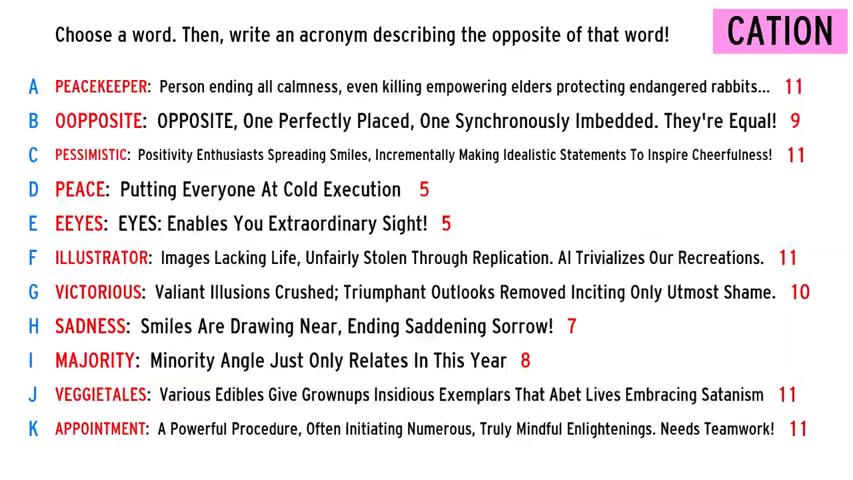 Choose a word. Then, write an acronym describing the opposite of that word!
CATION
A PEACEKEEPER: Person ending all calmness, even killing empowering elders protecting endangered rabbits... 11
B OOPPOSITE: OPPOSITE, One Perfectly Placed, One Synchronously Imbedded. They're Equal! 9
C PESSIMISTIC: Positivity Enthusiasts Spreading Smiles, Incrementally Making Idealistic Statements To Inspire Cheerfulness! 11
D PEACE: Putting Everyone At Cold Execution 5
E EEYES: EYES: Enables You Extraordinary Sight! 5
F ILLUSTRATOR: Images Lacking Life, Unfairly Stolen Through Replication. AI Trivializes Our Recreations. 11
G VICTORIOUS: Valiant Illusions Crushed; Triumphant Outlooks Removed Inciting Only Utmost Shame. 10
H SADNESS: Smiles Are Drawing Near, Ending Saddening Sorrow! 7
I MAJORITY: Minority Angle Just Only Relates In This Year 8
J VEGGIETALES: Various Edibles Give Grownups Insidious Exemplars That Abet Lives Embracing Satanism 11
K APPOINTMENT: A Powerful Procedure, Often Initiating Numerous, Truly Mindful Enlightenings. Needs Teamwork! 11